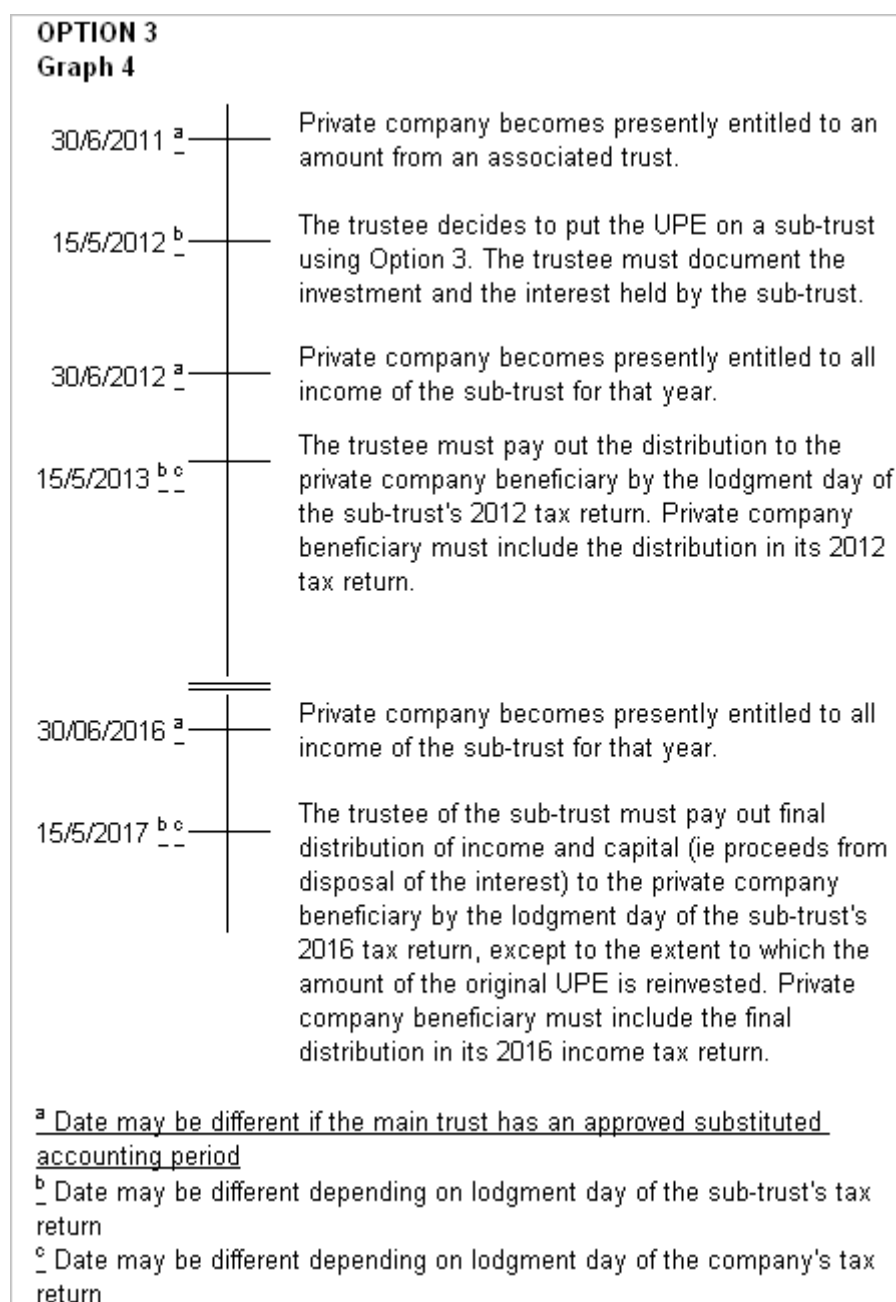 OPTION 3
Graph 4
30/6/2011 a
Private company becomes presently entitled to an
amount from an associated trust.
15/5/2012 b
The trustee decides to put the UPE on a sub-trust
using Option 3. The trustee must document the
investment and the interest held by the sub-trust.
30/6/2012 a
Private company becomes presently entitled to all
income of the sub-trust for that year.
15/5/2013 b c
The trustee must pay out the distribution to the
private company beneficiary by the lodgment day of
the sub-trust's 2012 tax return. Private company
beneficiary must include the distribution in its 2012
tax return.
30/06/2016 a
Private company becomes presently entitled to all
income of the sub-trust for that year.
15/5/2017 b c
The trustee of the sub-trust must pay out final
distribution of income and capital (ie proceeds from
disposal of the interest) to the private company
beneficiary by the lodgment day of the sub-trust's
2016 tax return, except to the extent to which the
amount of the original UPE is reinvested. Private
company beneficiary must include the final
distribution in its 2016 income tax return.
a Date may be different if the main trust has an approved substituted
accounting period
b Date may be different depending on lodgment day of the sub-trust's tax
return
c Date may be different depending on lodgment day of the company's tax
return